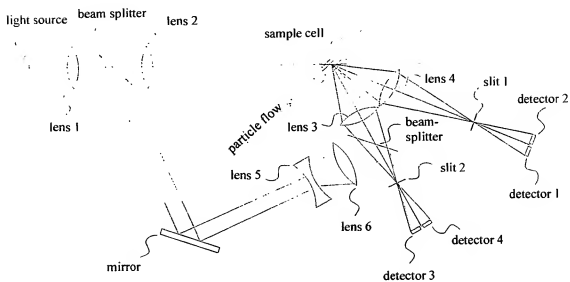 light source
beam splitter
lens 2
sample cell
lens 4
slit 1
detector 2
lens 1
particle flow
lens 3
beam-
splitter
lens 5
slit 2
detector 1
lens 6
detector 4
mirror
detector 3